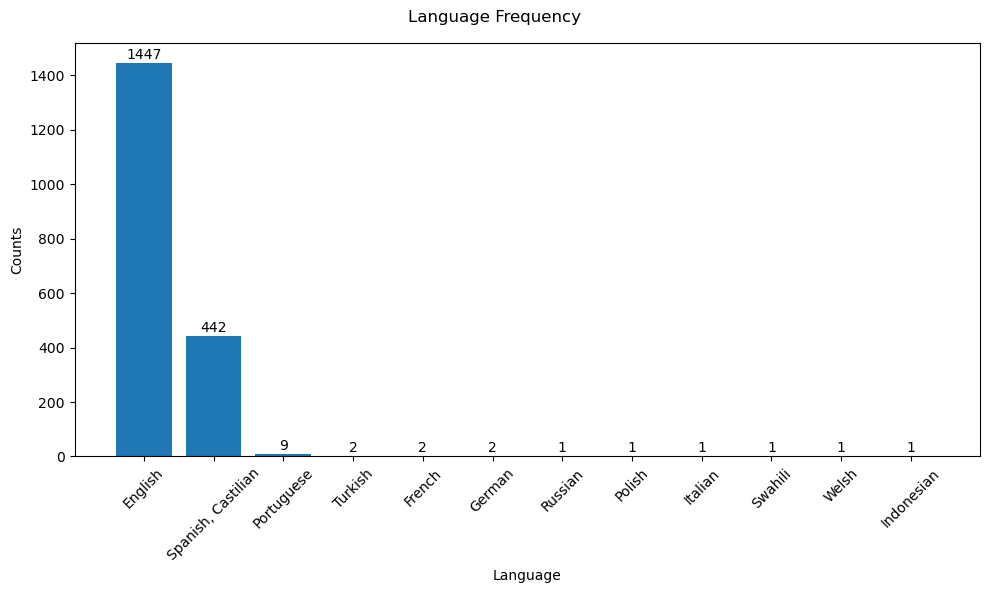 Language Frequency
Counts
1400
1200
1000
800
600
400
200
0
1447
442
9
2
2
2
1
1
1
1
1
1
English
Spanish, Castilian
Portuguese
Turkish
French
German
Russian
Polish
Italian
Swahili
Welsh
Indonesian
Language